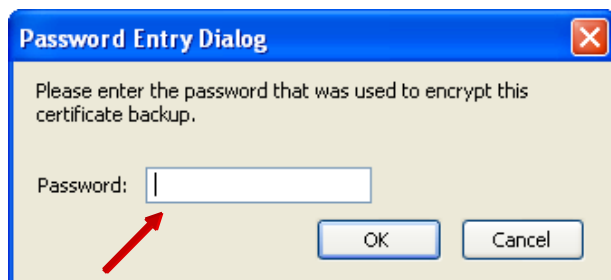 Password Entry Dialog
Please enter the password that was used to encrypt this
certificate backup.
Password:
OK
Cancel